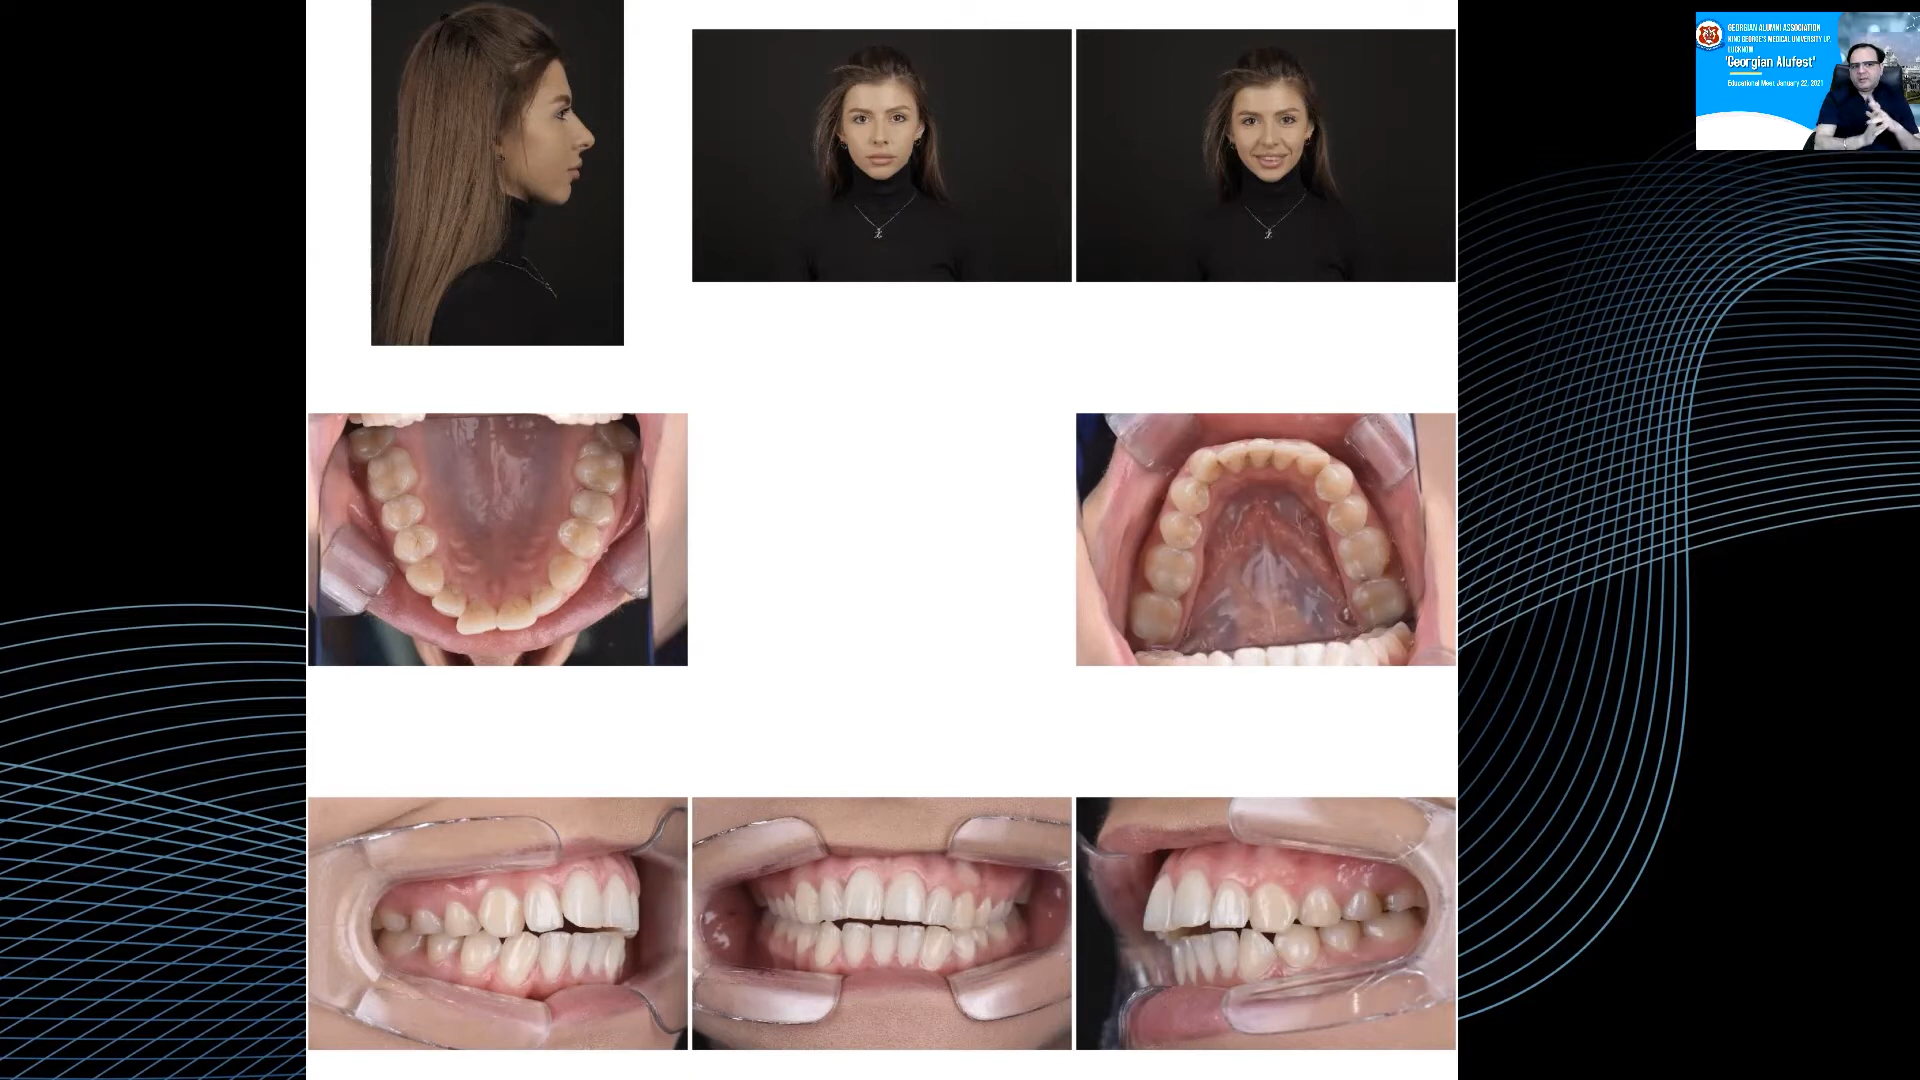 GEORGIAN ALUMNI ASSOCIATION
KING GEORGE'S MEDICAL UNIVERSITY UP,
LUCKNOW
'Georgian Alufest'
Educational Meet January 22, 2021